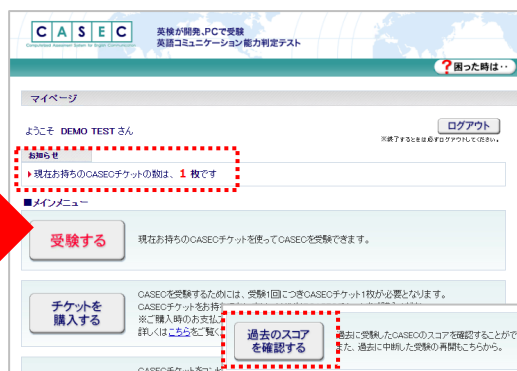 CASEC
Computerized Assessment System for English Communication
英検が開発、PCで受験
英語コミュニケーション能力判定テスト
?困った時は‥
マイページ
ようこそ DEMO TEST さん
ログアウト
※終了するときは必ずログアウトしてください。
お知らせ
現在お持ちのCASECチケットの数は、1 枚です
■メインメニュー
受験する
現在お持ちのCASECチケットを使ってCASECを受験できます。
チケットを
購入する
CASECを受験するためには、受験1回につきCASECチケット1枚が必要となります。
CASECチケットをお持
※ご購入時のお支払
詳しくはこちらをご覧く
過去のスコア
を確認する
過去に受験したCASECのスコアを確認することがで
また、過去に中断した受験の再開もこちらから。